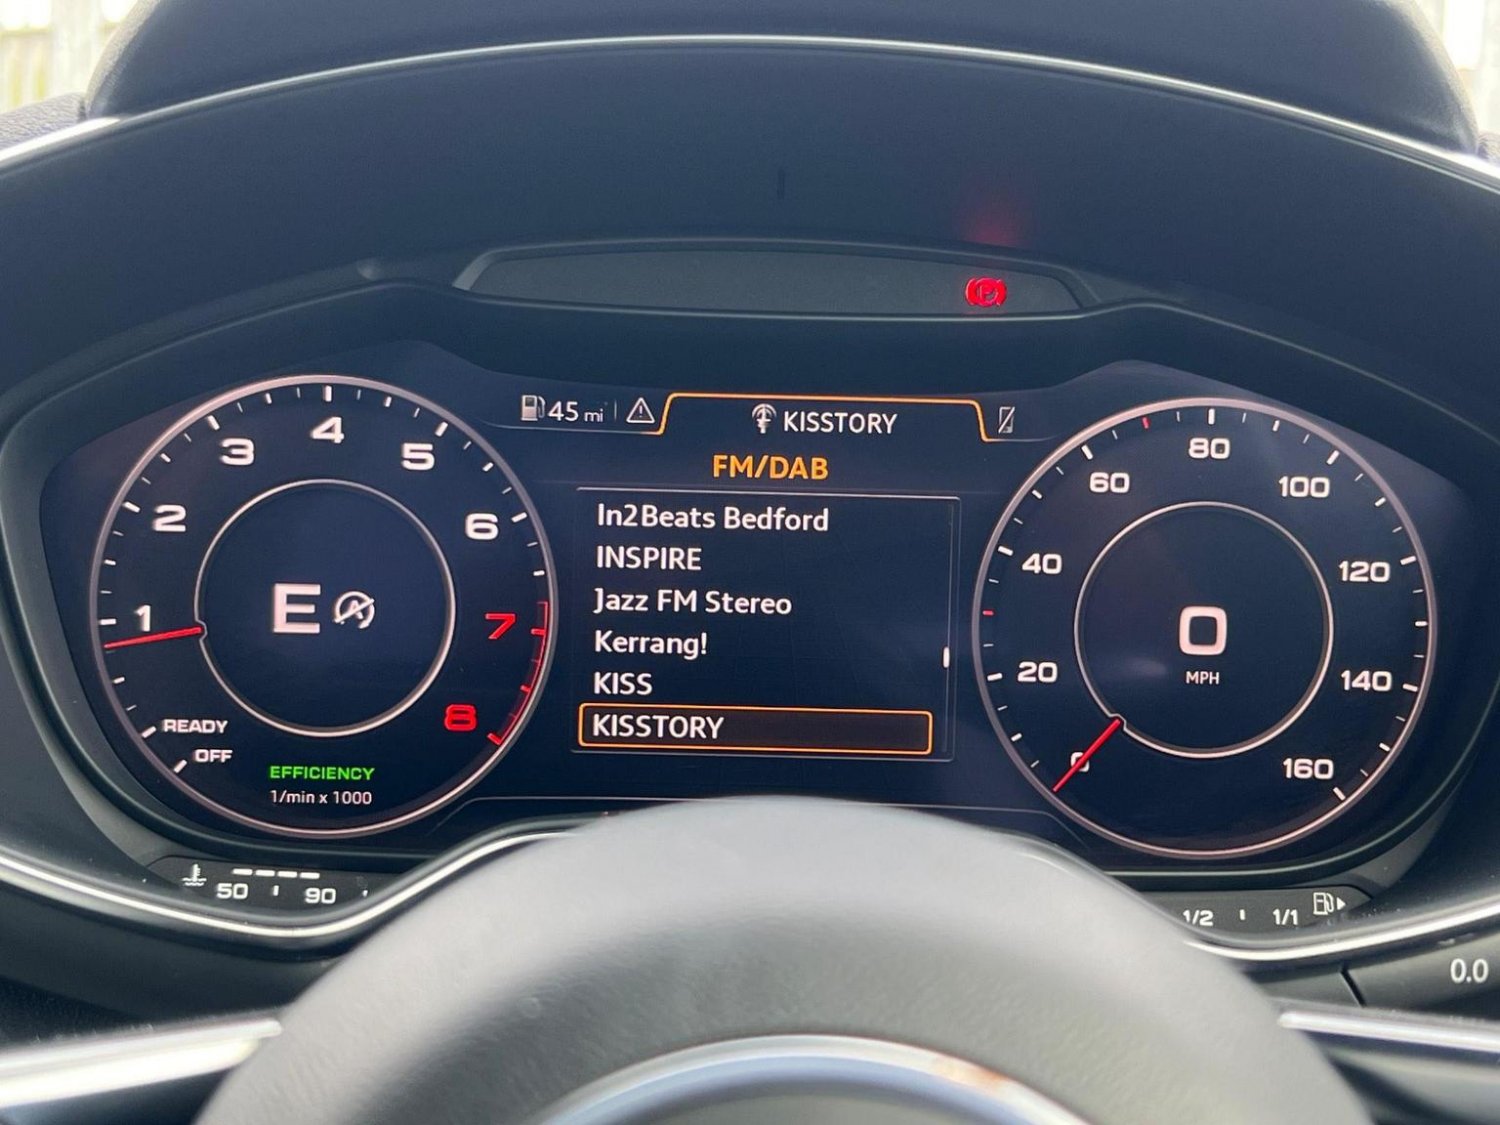 45 mi
KISSTORY
FM/DAB
In2Beats Bedford
INSPIRE
Jazz FM Stereo
Kerrang!
KISS
KISSTORY
1
2
3
4
5
6
7
8
E
READY
OFF
EFFICIENCY
1/min x 1000
50
90
0
20
40
60
80
100
120
140
160
0
MPH
1/2
1/1
0.0